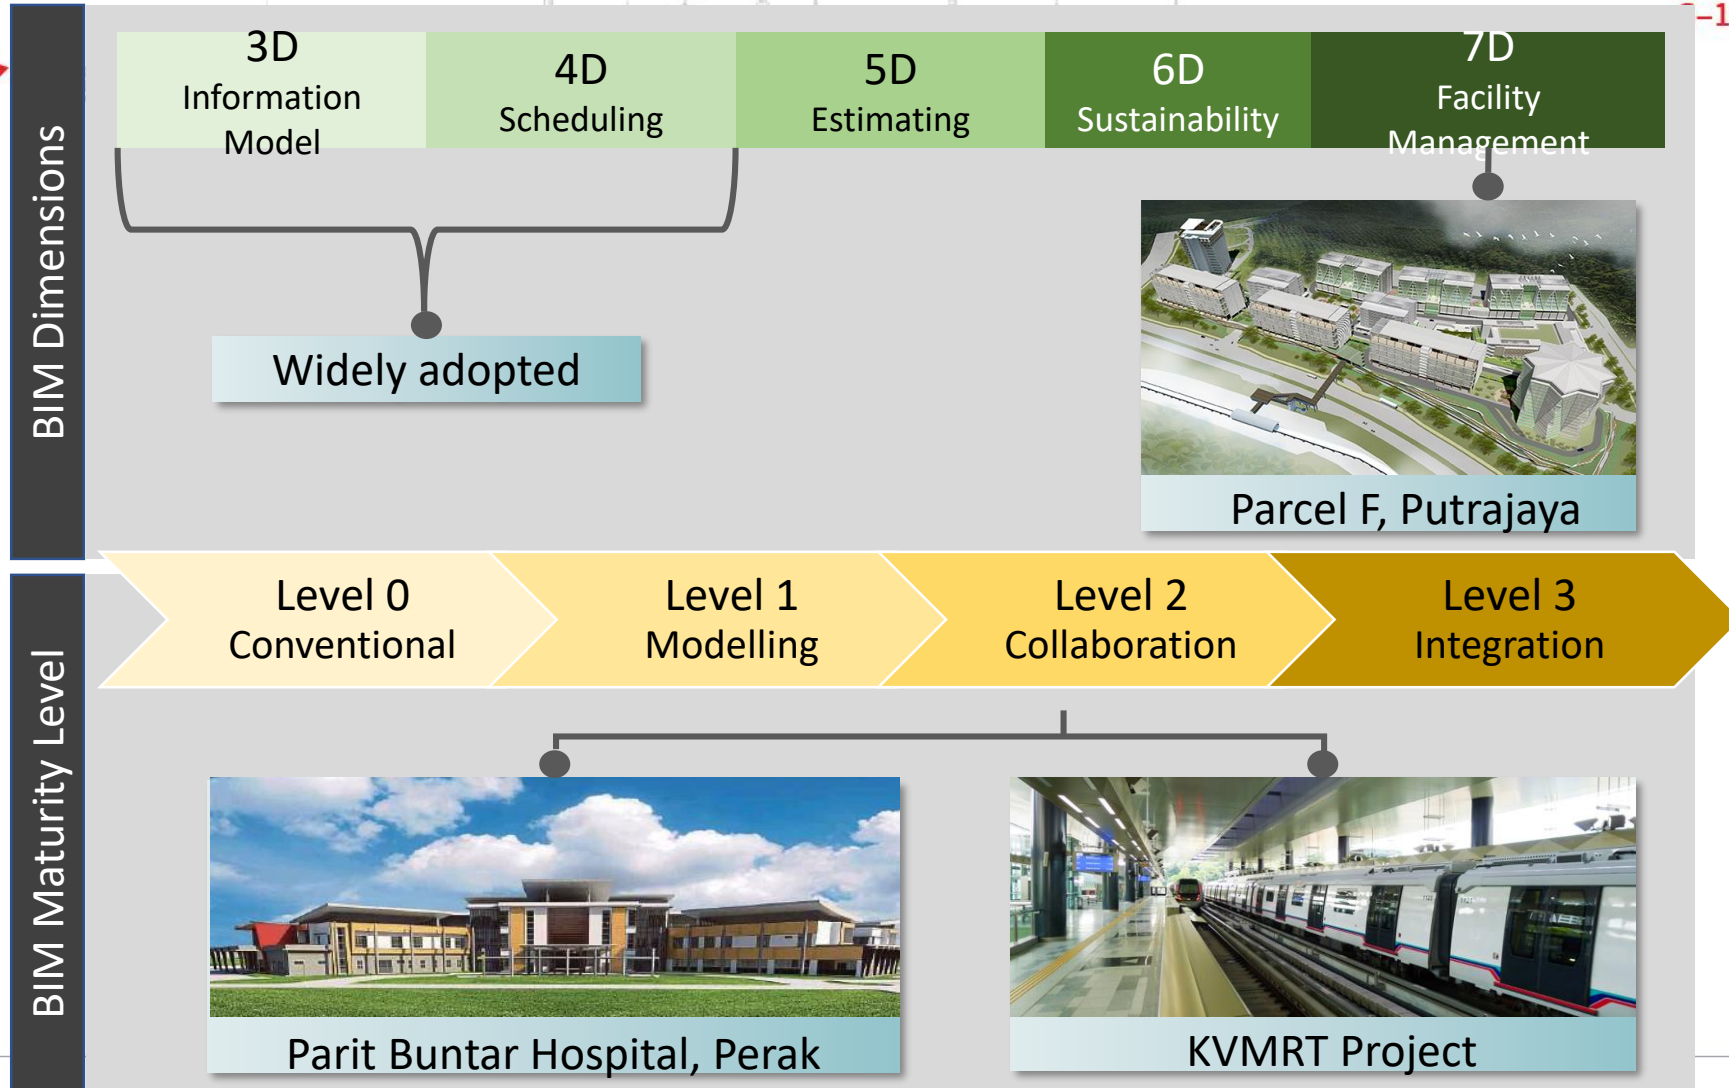 BIM Dimensions
3D
Information
Model
4D
Scheduling
5D
Estimating
6D
Sustainability
7D
Facility
Management
Widely adopted
Parcel F, Putrajaya
BIM Maturity Level
Level 0
Conventional
Level 1
Modelling
Level 2
Collaboration
Level 3
Integration
Parit Buntar Hospital, Perak
KVMRT Project